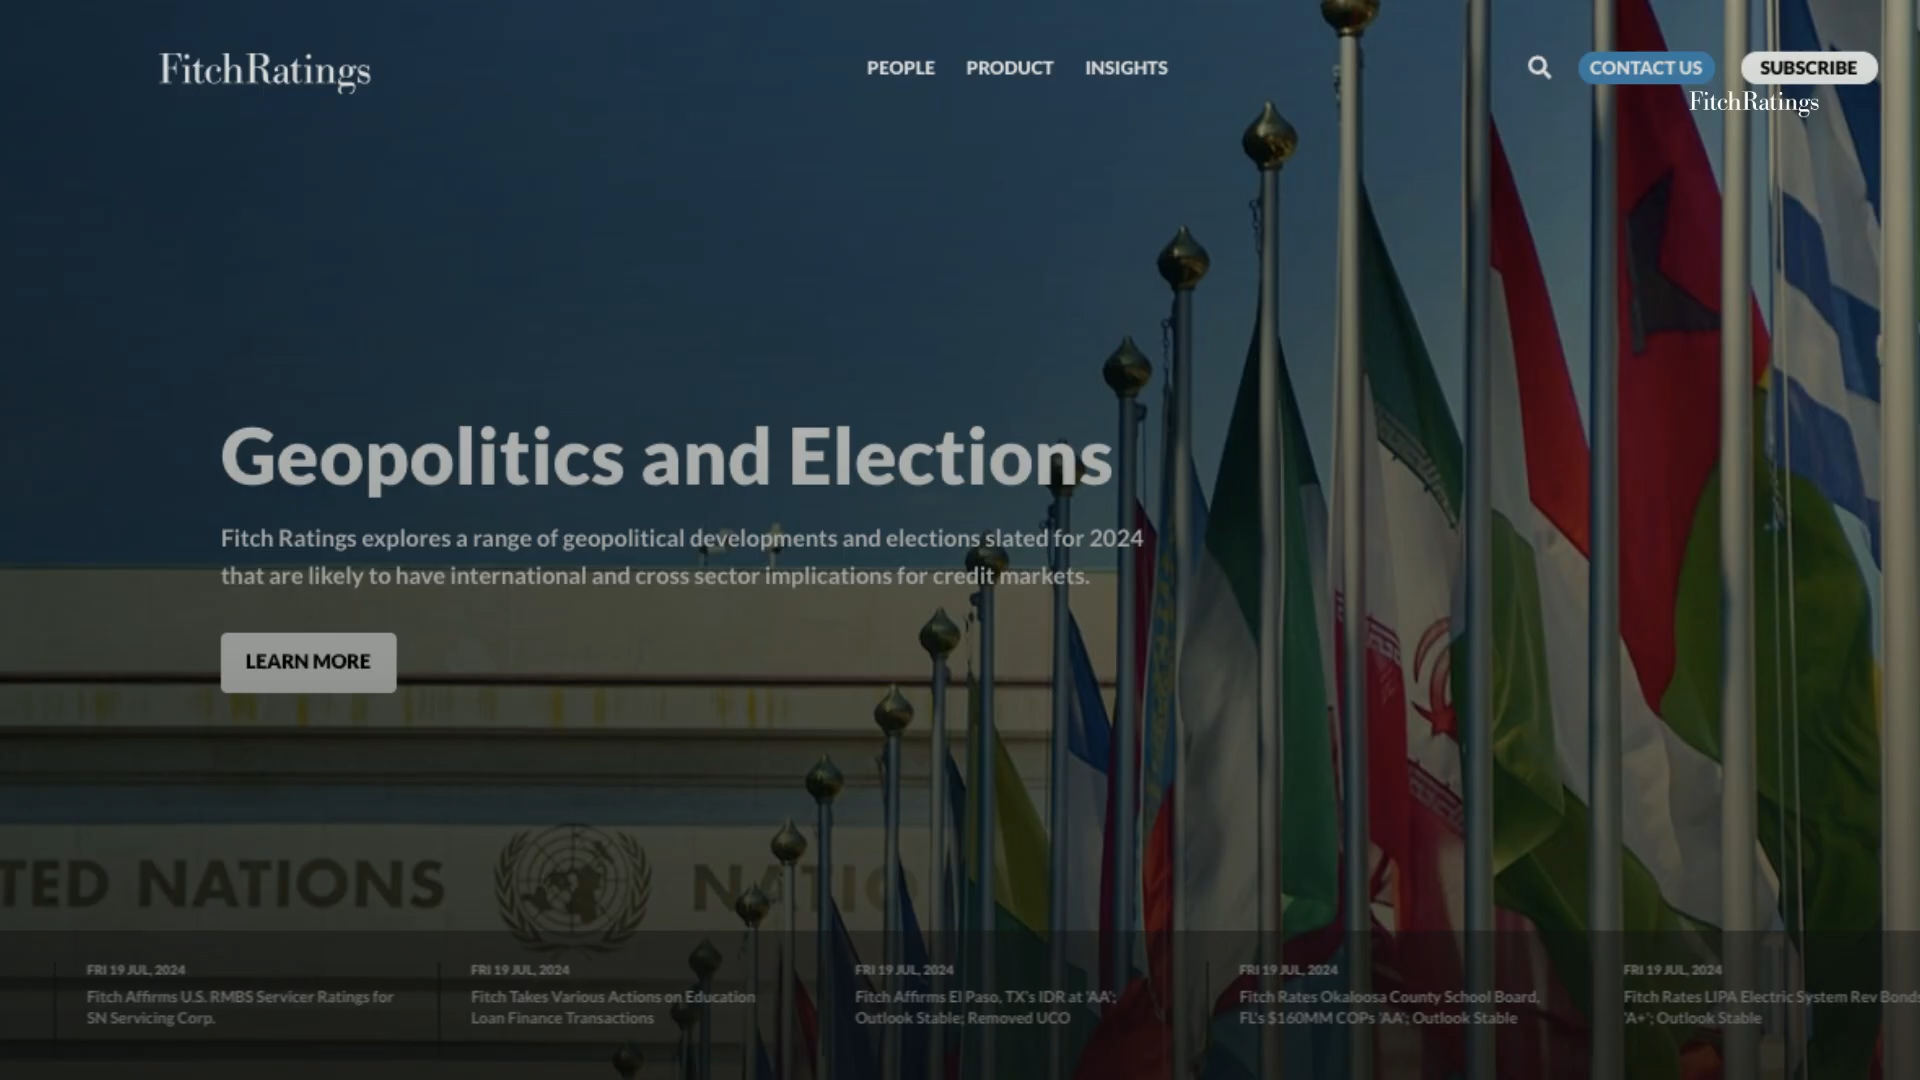 FitchRatings
PEOPLE PRODUCT INSIGHTS
CONTACT US
SUBSCRIBE
FitchRatings
Geopolitics and Elections
Fitch Ratings explores a range of geopolitical developments and elections slated for 2024
that are likely to have international and cross sector implications for credit markets.
LEARN MORE
TED NATIONS
NATIO
FRI 19 JUL, 2024
Fitch Affirms U.S. RMBS Servicer Ratings for
SN Servicing Corp.
FRI 19 JUL, 2024
Fitch Takes Various Actions on Education
Loan Finance Transactions
FRI 19 JUL, 2024
Fitch Affirms El Paso, TX's IDR at 'AA';
Outlook Stable; Removed UCO
FRI 19 JUL, 2024
Fitch Rates Okaloosa County School Board,
FL's $160MM COPs 'AA'; Outlook Stable
FRI 19 JUL, 2024
Fitch Rates LIPA Electric System Rev Bonds
'A+'; Outlook Stable